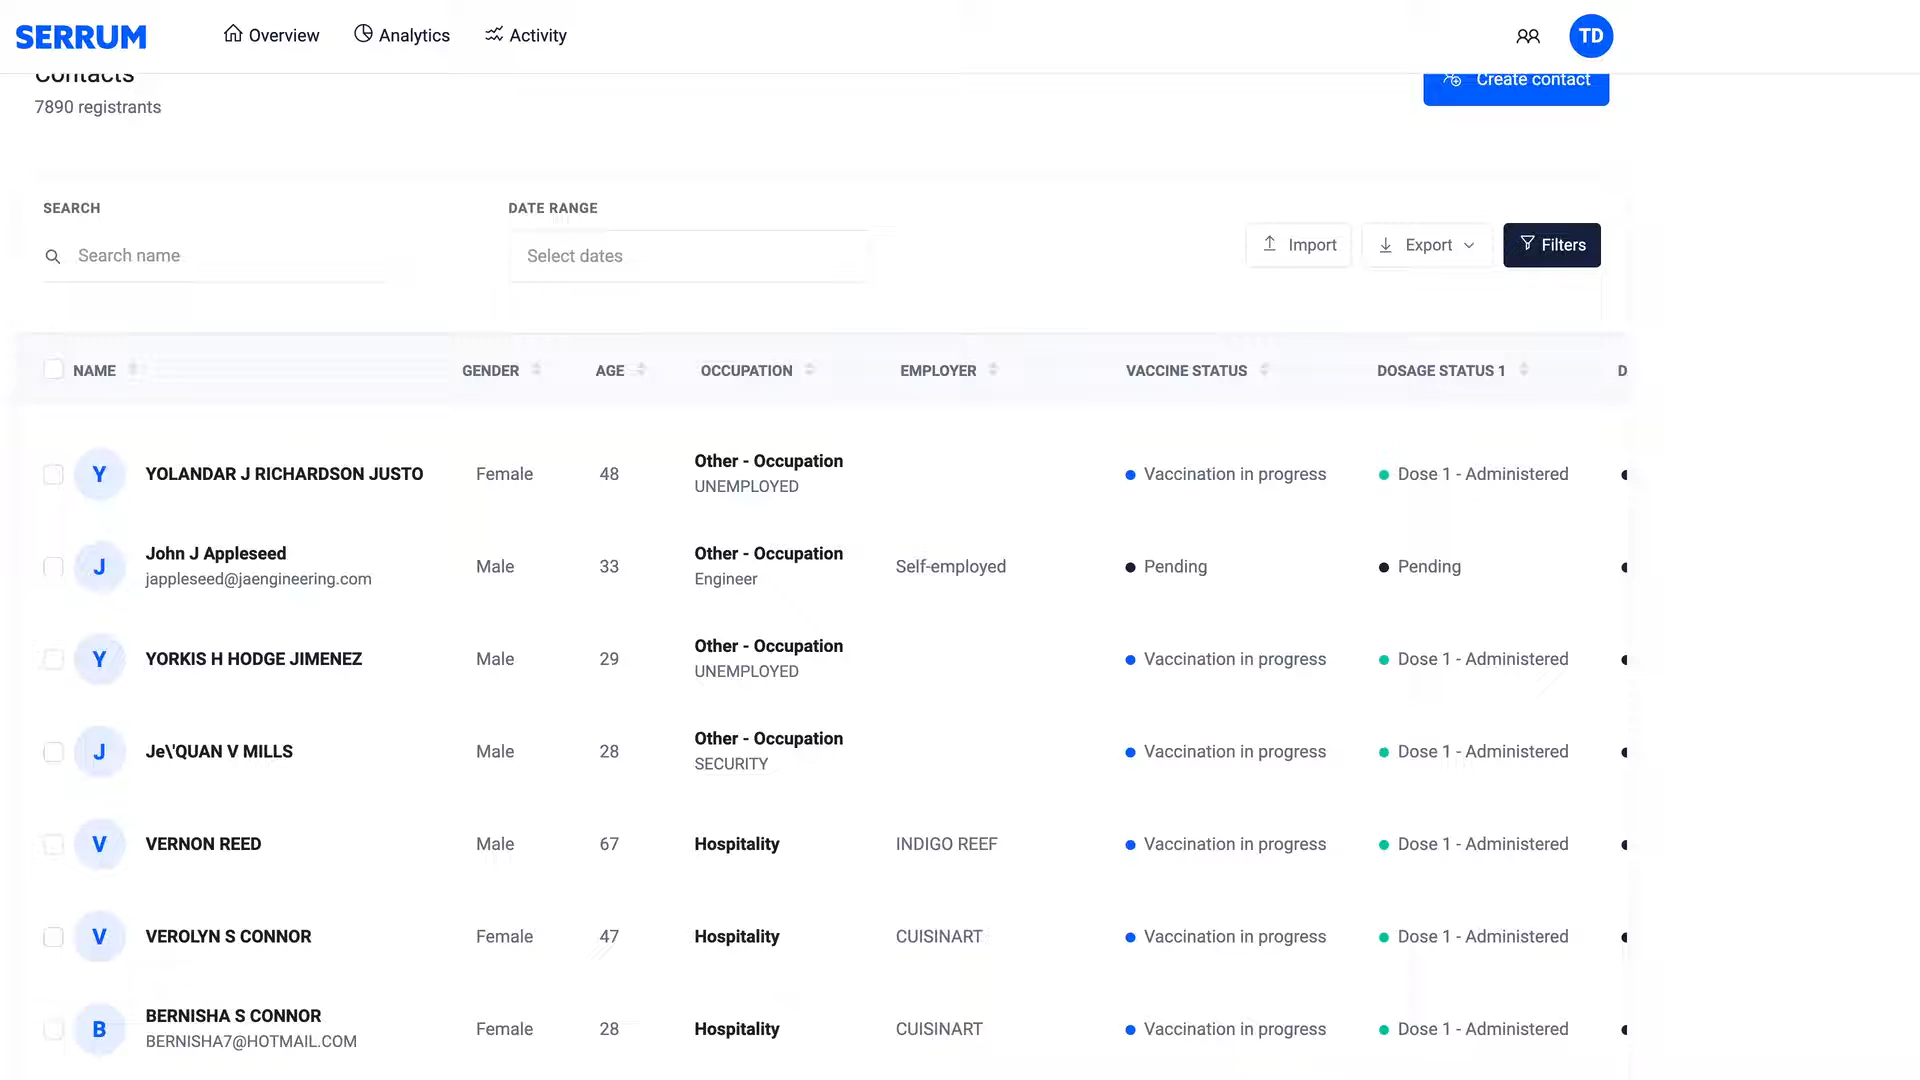 SERRUM
Overview
Analytics
Activity
TD
Contacts
Create contact
7890 registrants
SEARCH
DATE RANGE
Search name
Select dates
Import
Export
Filters
NAME GENDER AGE OCCUPATION EMPLOYER VACCINE STATUS DOSAGE STATUS 1 D
Y YOLANDAR J RICHARDSON JUSTO Female 48 Other - Occupation Vaccination in progress Dose 1 - Administered
UNEMPLOYED
J John J Appleseed Male 33 Other - Occupation Self-employed Pending Pending
jappleseed@jaengineering.com Engineer
Y YORKIS H HODGE JIMENEZ Male 29 Other - Occupation Vaccination in progress Dose 1 - Administered
UNEMPLOYED
J Je\'QUAN V MILLS Male 28 Other - Occupation Vaccination in progress Dose 1 - Administered
SECURITY
V VERNON REED Male 67 Hospitality INDIGO REEF Vaccination in progress Dose 1 - Administered
V VEROLYN S CONNOR Female 47 Hospitality CUISINART Vaccination in progress Dose 1 - Administered
B BERNISHA S CONNOR Female 28 Hospitality CUISINART Vaccination in progress Dose 1 - Administered
BERNISHA7@HOTMAIL.COM